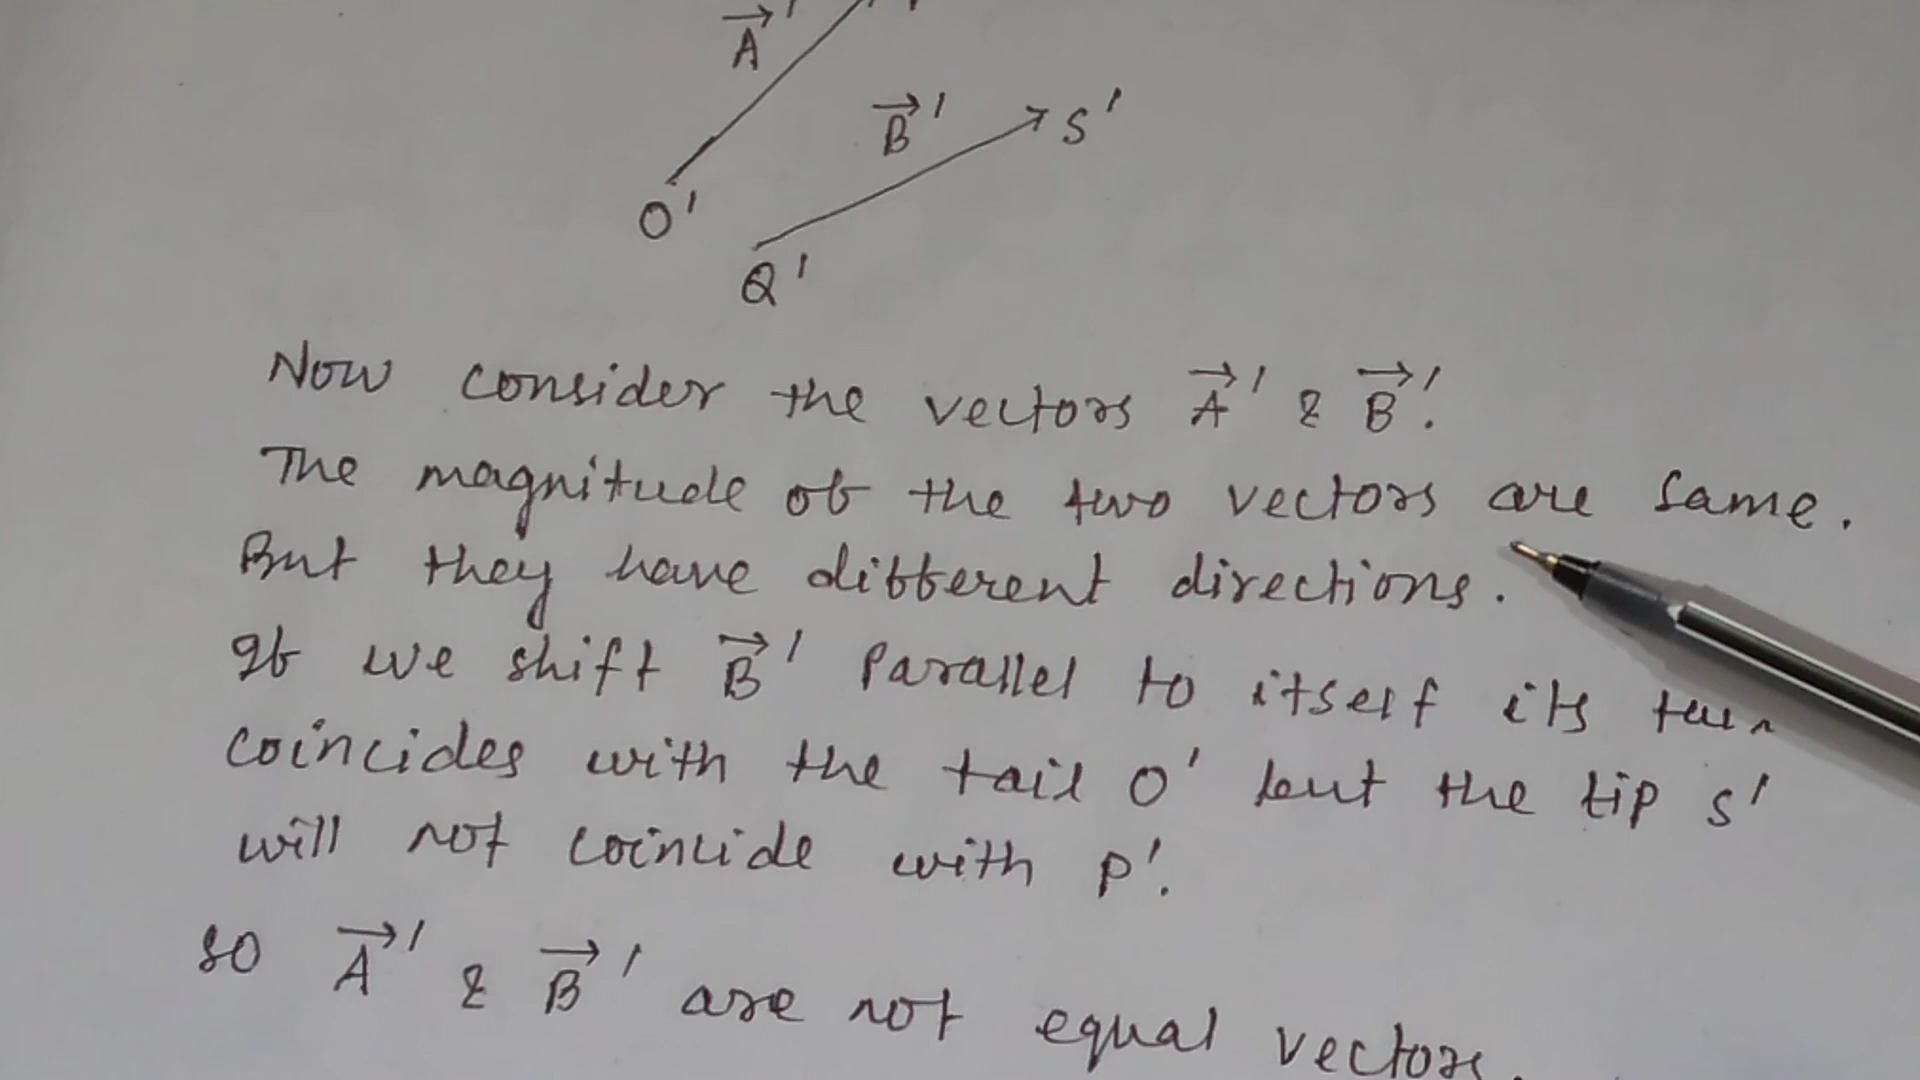 A'
B'
S'
O'
Q'
Now consider the vectors A' & B'.
The magnitude of the two vectors are same.
But they have different directions.
If we shift B' parallel to itself its
coincides with the tail O' but the tip S'
will not coincide with P'.
So A' & B' are not equal vectors.